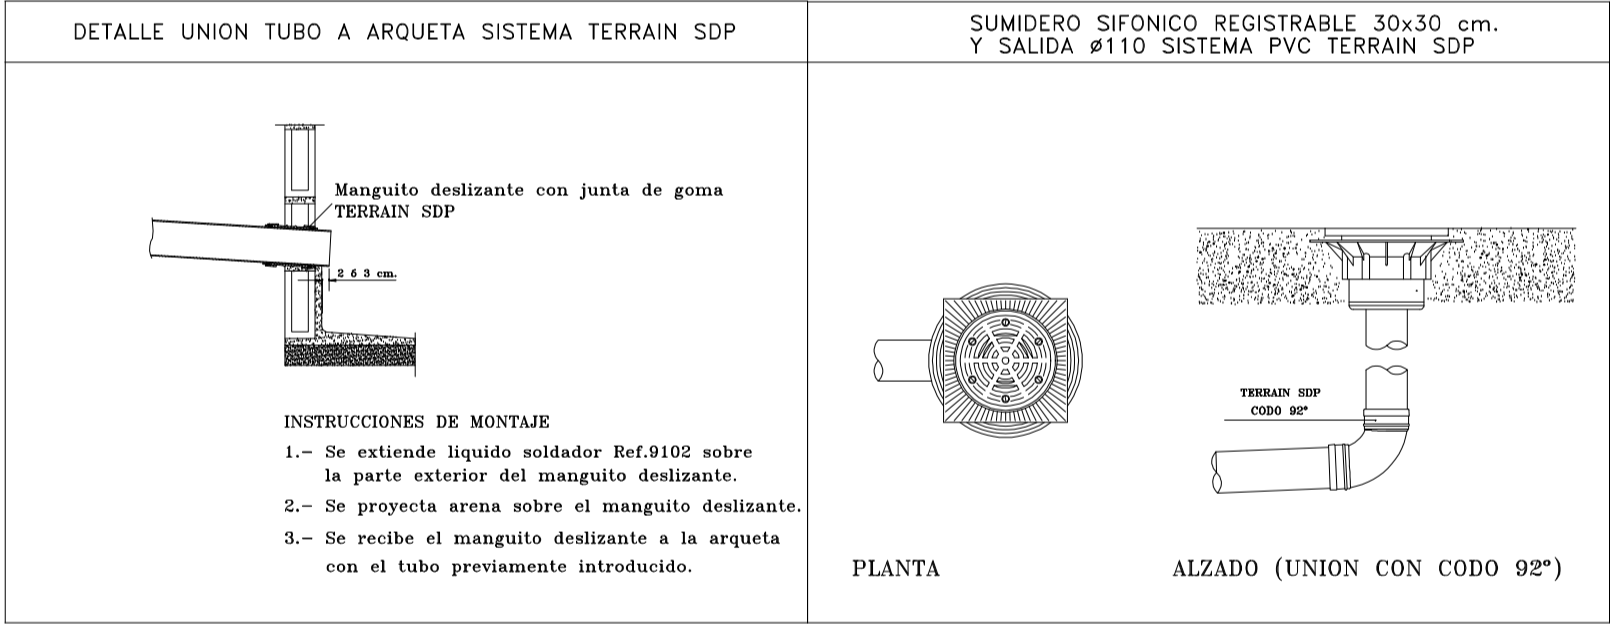 DETALLE UNION TUBO A ARQUETA SISTEMA TERRAIN SDP
Manguito deslizante con junta de goma
TERRAIN SDP
2 6 3 cm.
INSTRUCCIONES DE MONTAJE
1.- Se extiende liquido soldador Ref.9102 sobre
la parte exterior del manguito deslizante.
2.- Se proyecta arena sobre el manguito deslizante.
3.- Se recibe el manguito deslizante a la arqueta
con el tubo previamente introducido.
SUMIDERO SIFONICO REGISTRABLE 30x30 cm.
Y SALIDA ø110 SISTEMA PVC TERRAIN SDP
TERRAIN SDP
CODO 92°
PLANTA
ALZADO (UNION CON CODO 92°)